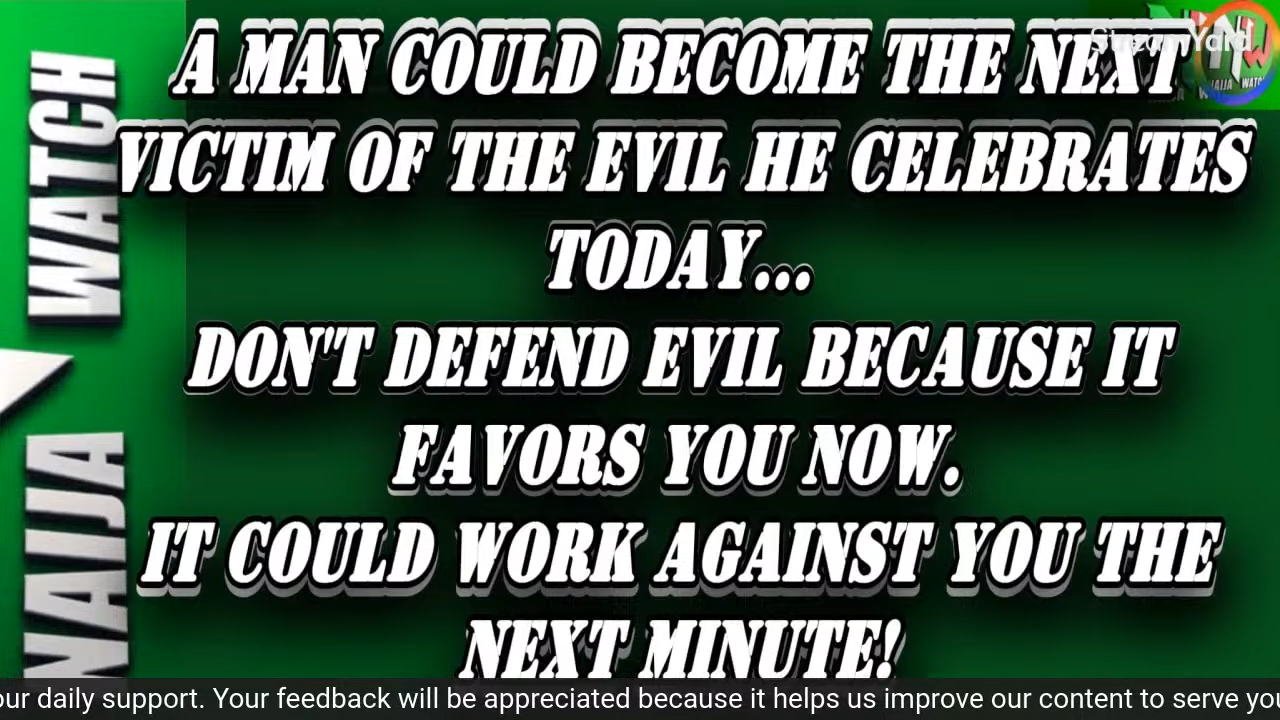 A MAN COULD BECOME THE NEXT
VICTIM OF THE EVIL HE CELEBRATES
TODAY...
DON'T DEFEND EVIL BECAUSE IT
FAVORS YOU NOW.
IT COULD WORK AGAINST YOU THE
NEXT MINUTE!
NAIJA WATCH
StreamYard
our daily support. Your feedback will be appreciated because it helps us improve our content to serve you